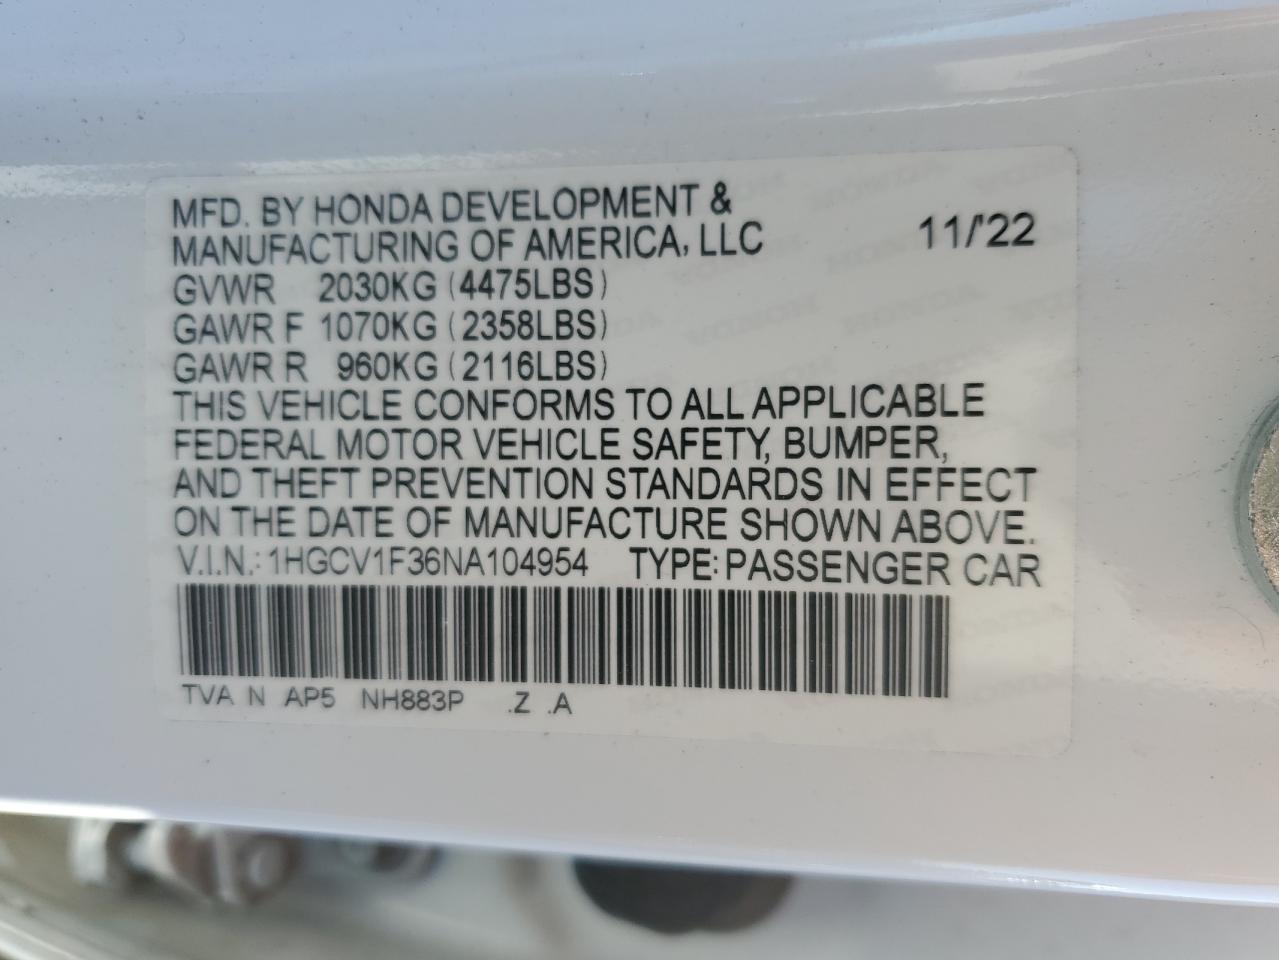 MFD. BY HONDA DEVELOPMENT &
MANUFACTURING OF AMERICA, LLC 11/'22
GVWR 2030KG (4475LBS)
GAWR F 1070KG (2358LBS)
GAWR R 960KG (2116LBS)
THIS VEHICLE CONFORMS TO ALL APPLICABLE
FEDERAL MOTOR VEHICLE SAFETY, BUMPER,
AND THEFT PREVENTION STANDARDS IN EFFECT
ON THE DATE OF MANUFACTURE SHOWN ABOVE.
V.I.N.: 1HGCV1F36NA104954 TYPE: PASSENGER CAR
TVA N AP5 NH883P .Z .A